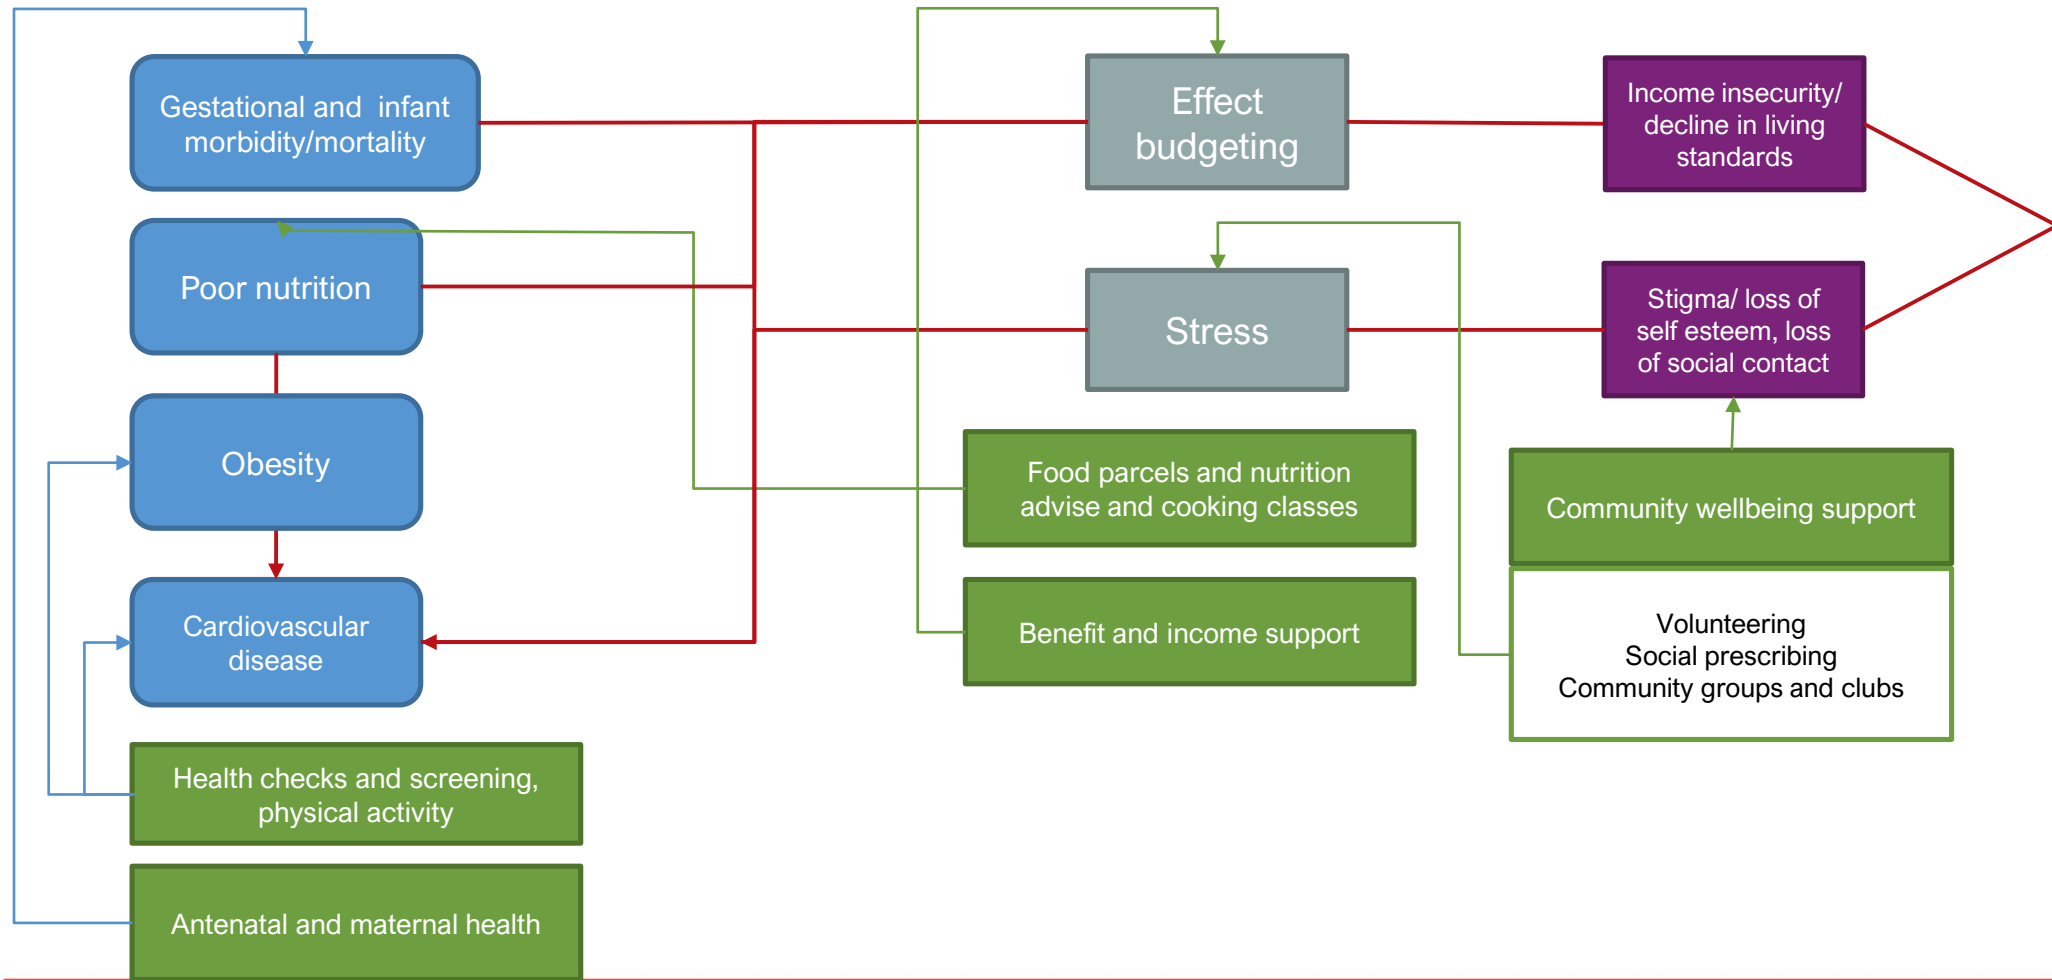 Gestational and infant
morbidity/mortality
Effect
budgeting
Income insecurity/
decline in living
standards
Poor nutrition
Stress
Stigma/ loss of
self esteem, loss
of social contact
Obesity
Food parcels and nutrition
advise and cooking classes
Community wellbeing support
Cardiovascular
disease
Benefit and income support
Volunteering
Social prescribing
Community groups and clubs
Health checks and screening,
physical activity
Antenatal and maternal health